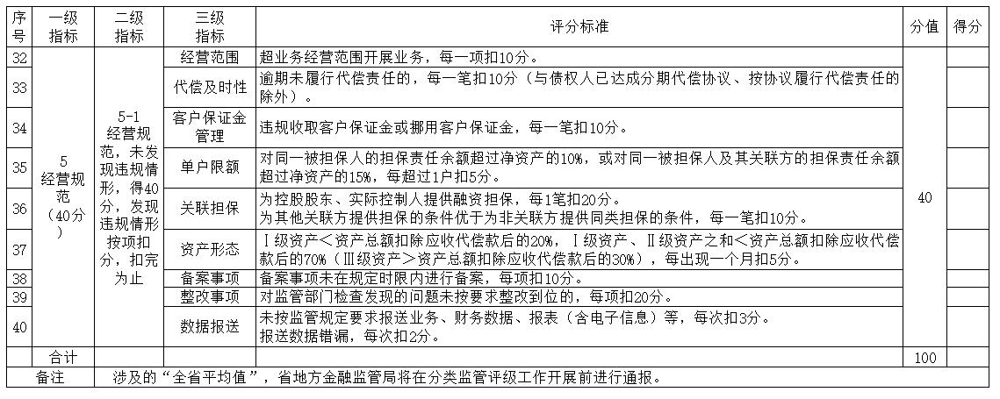 序号 一级指标 二级指标 三级指标 评分标准 分值 得分
5
经营规
范
（40分
）
5-1
经营规
范，未发
现违规情
形，得40
分，发现
违规情形
按项扣
分，扣完
为止
40
32 经营范围 超业务经营范围开展业务，每一项扣10分。
33 代偿及时性 逾期未履行代偿责任的，每一笔扣10分（与债权人已达成分期代偿协议、按协议履行代偿责任的
除外）。
34 客户保证金
管理 违规收取客户保证金或挪用客户保证金，每一笔扣10分。
35 单户限额 对同一被担保人的担保责任余额超过净资产的10%，或对同一被担保人及其关联方的担保责任余额
超过净资产的15%，每超过1户扣5分。
36 关联担保 为控股股东、实际控制人提供融资担保，每1笔扣20分。
为其他关联方提供担保的条件优于为非关联方提供同类担保的条件，每一笔扣10分。
37 资产形态 Ⅰ级资产＜资产总额扣除应收代偿款后的20%，Ⅰ级资产、Ⅱ级资产之和＜资产总额扣除应收代偿
款后的70%（Ⅲ级资产＞资产总额扣除应收代偿款后的30%），每出现一个月扣5分。
38 备案事项 备案事项未在规定时限内进行备案，每项扣10分。
39 整改事项 对监管部门检查发现的问题未按要求整改到位的，每项扣20分。
40 数据报送 未按监管规定要求报送业务、财务数据、报表（含电子信息）等，每次扣3分。
报送数据错漏，每次扣2分。
合计 100
备注 涉及的“全省平均值”，省地方金融监管局将在分类监管评级工作开展前进行通报。